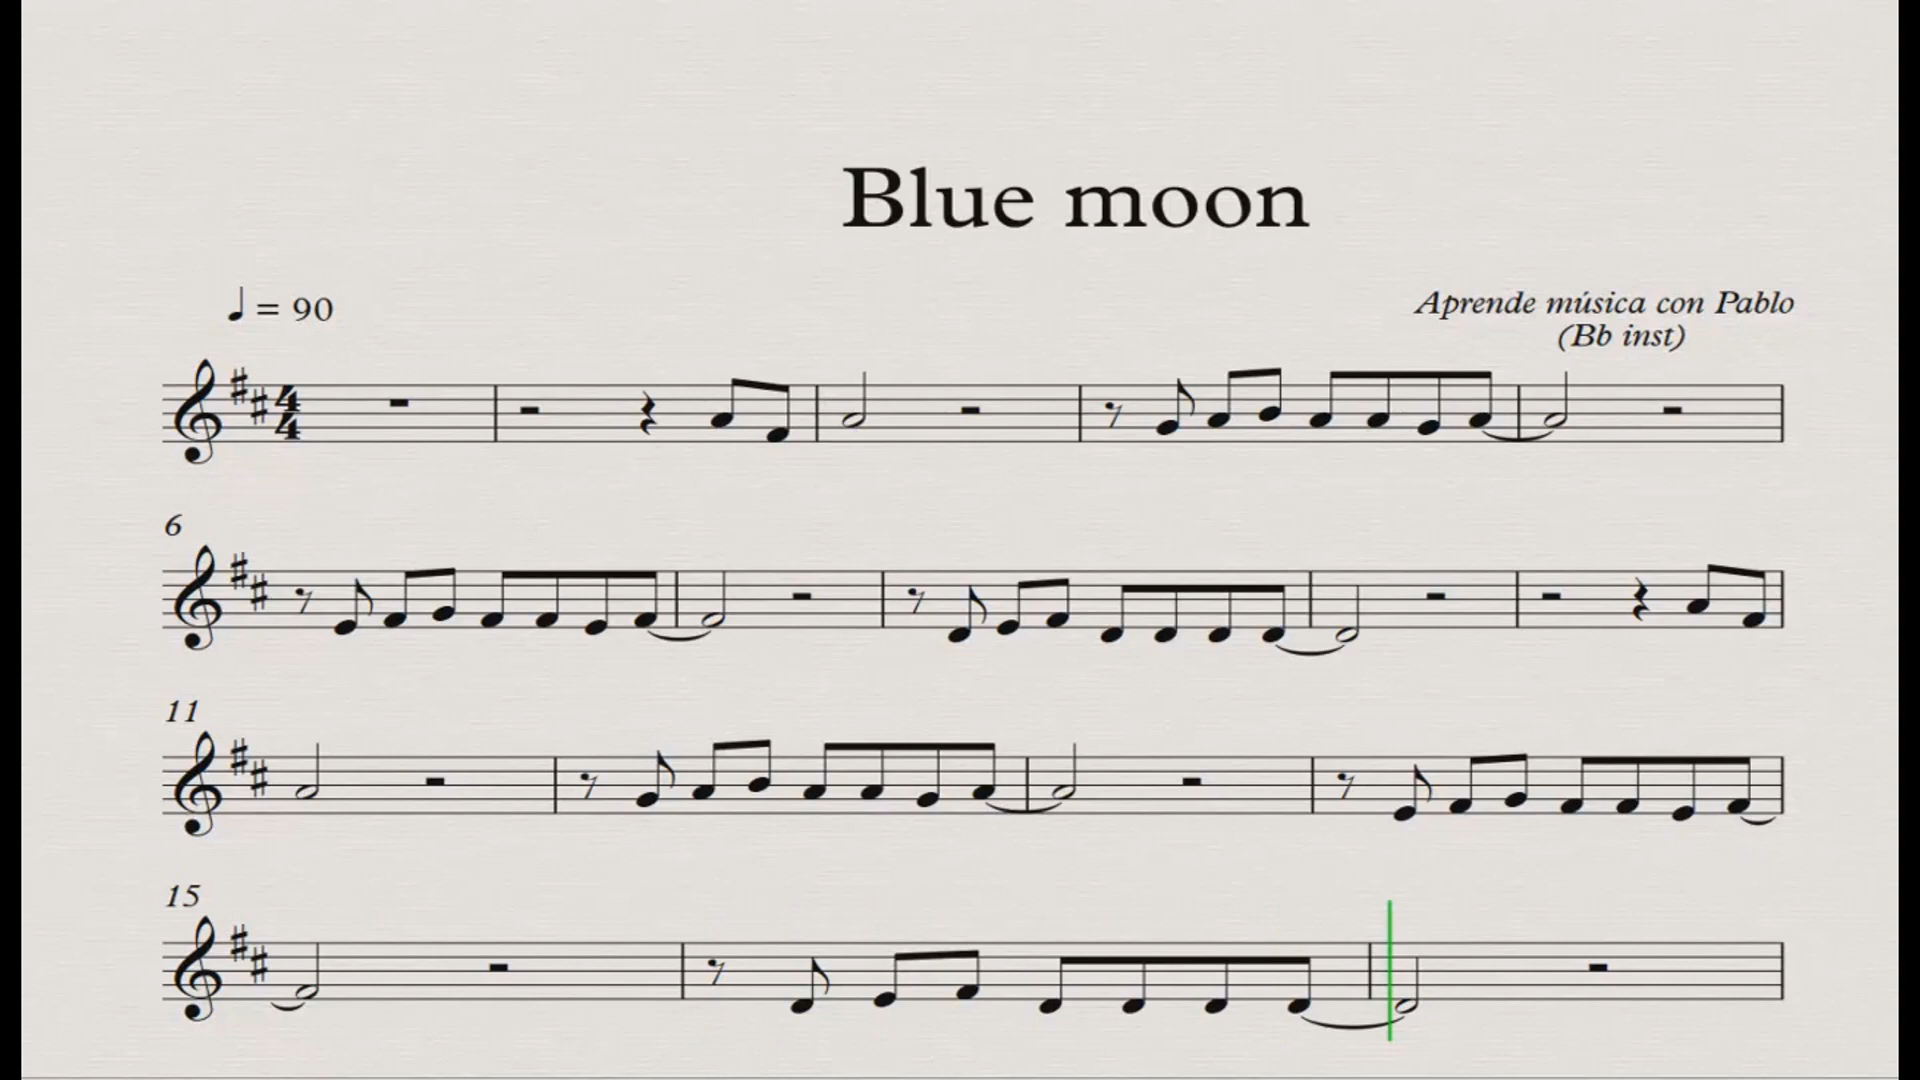 Blue moon
♩ = 90
Aprende música con Pablo
(Bb inst)
4
4
6
11
15